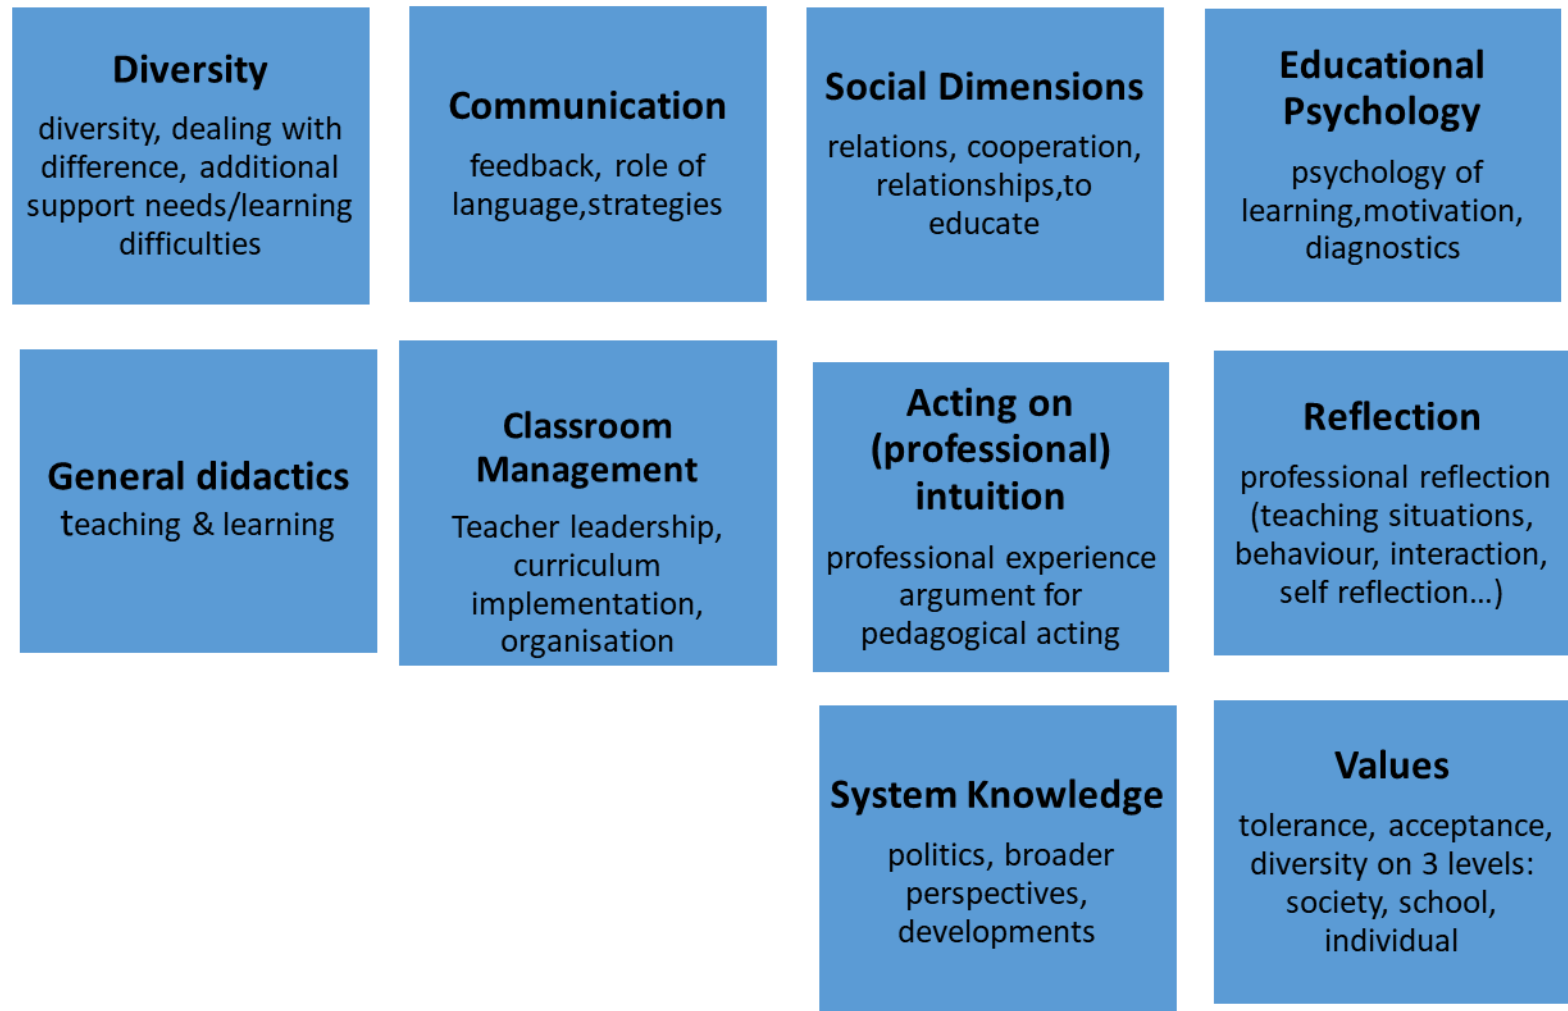 Diversity
diversity, dealing with
difference, additional
support needs/learning
difficulties
Communication
feedback, role of
language,strategies
Social Dimensions
relations, cooperation,
relationships,to
educate
Educational
Psychology
psychology of
learning,motivation,
diagnostics
General didactics
teaching & learning
Classroom
Management
Teacher leadership,
curriculum
implementation,
organisation
Acting on
(professional)
intuition
professional experience
argument for
pedagogical acting
Reflection
professional reflection
(teaching situations,
behaviour, interaction,
self reflection...)
System Knowledge
politics, broader
perspectives,
developments
Values
tolerance, acceptance,
diversity on 3 levels:
society, school,
individual